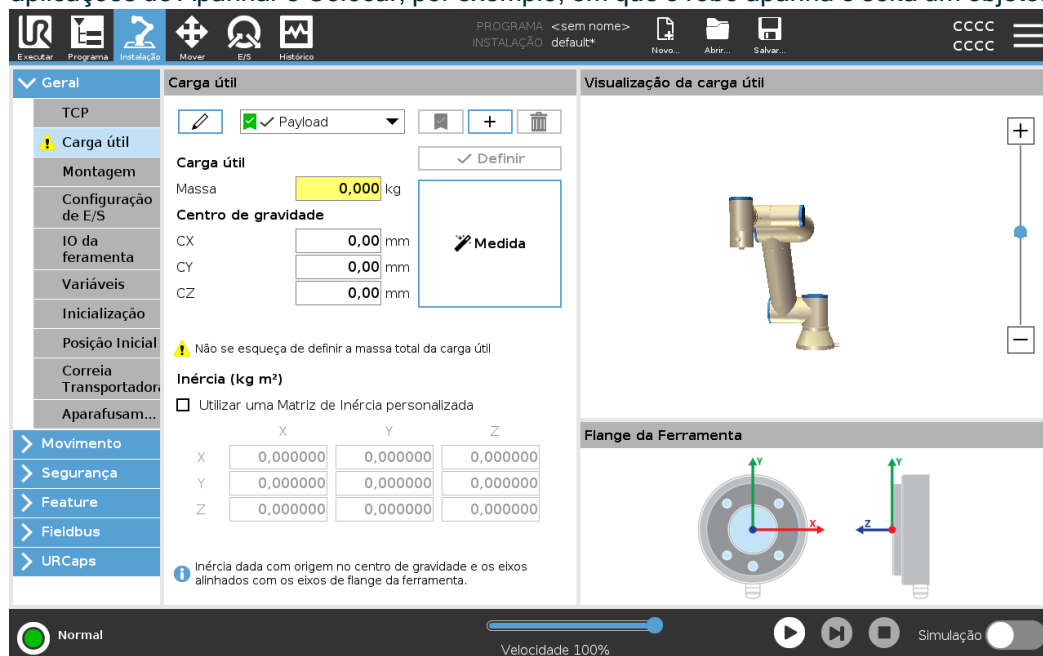 aplicações de Apanhar e Colocar, por exemplo, em que o robô apanha e solta um objeto.
PROGRAMA <sem nome>
INSTALAÇÃO default*
CCCC
CCCC
Executar Programa Instalação Mover E/S Histórico Novo... Abrir... Salvar...
Geral
TCP
Carga útil
Montagem
Configuração
de E/S
IO da
feramenta
Variáveis
Inicialização
Posição Inicial
Correia
Transportador
Aparafusam...
Movimento
Segurança
Feature
Fieldbus
URCaps
Carga útil
Payload
+
Carga útil
Definir
Massa 0,000 kg
Centro de gravidade
CX 0,00 mm
CY 0,00 mm
CZ 0,00 mm
Medida
Não se esqueça de definir a massa total da carga útil
Inércia (kg m²)
Utilizar uma Matriz de Inércia personalizada
X Y Z
X 0,000000 0,000000 0,000000
Y 0,000000 0,000000 0,000000
Z 0,000000 0,000000 0,000000
Inércia dada com origem no centro de gravidade e os eixos
alinhados com os eixos de flange da ferramenta.
Visualização da carga útil
+
−
Flange da Ferramenta
Y Y
X Z
Normal
Velocidade 100%
Simulação